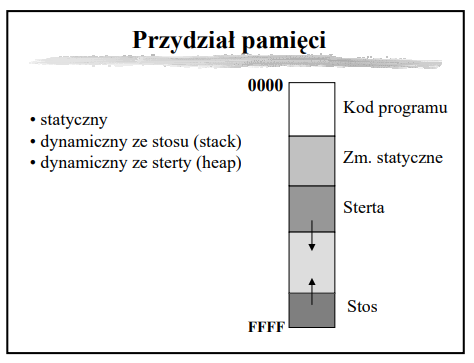 Przydział pamięci
• statyczny
• dynamiczny ze stosu (stack)
• dynamiczny ze sterty (heap)
0000
Kod programu
Zm. statyczne
Sterta
Stos
FFFF